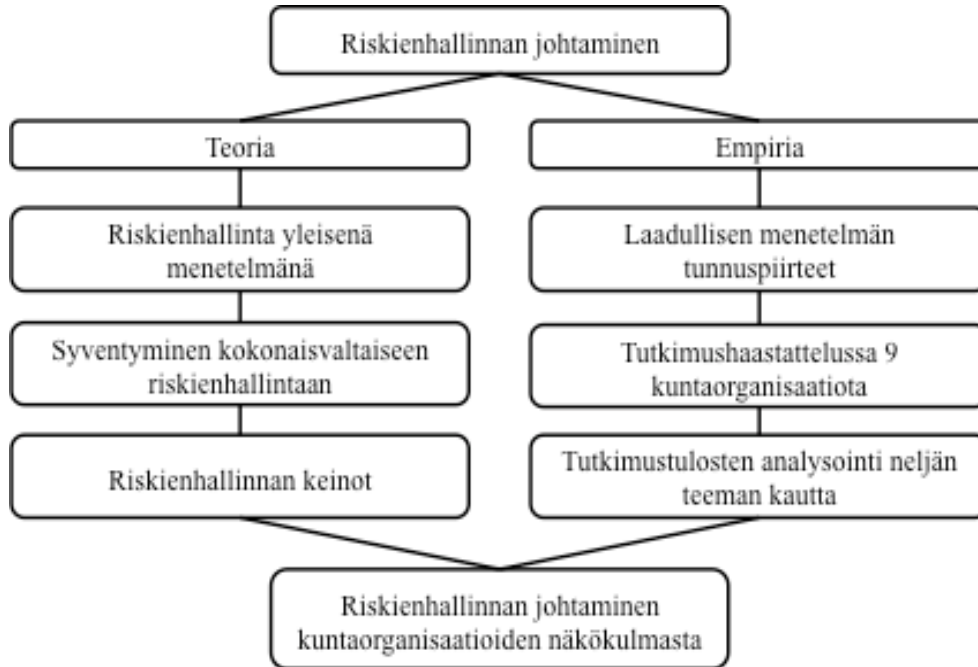 Riskienhallinnan johtaminen
Teoria
Empiria
Riskienhallinta yleisenä
menetelmänä
Laadullisen menetelmän
tunnuspiirteet
Syventyminen kokonaisvaltaiseen
riskienhallintaan
Tutkimushaastattelussa 9
kuntaorganisaatiota
Riskienhallinnan keinot
Tutkimustulosten analysointi neljän
teeman kautta
Riskienhallinnan johtaminen
kuntaorganisaatioiden näkökulmasta